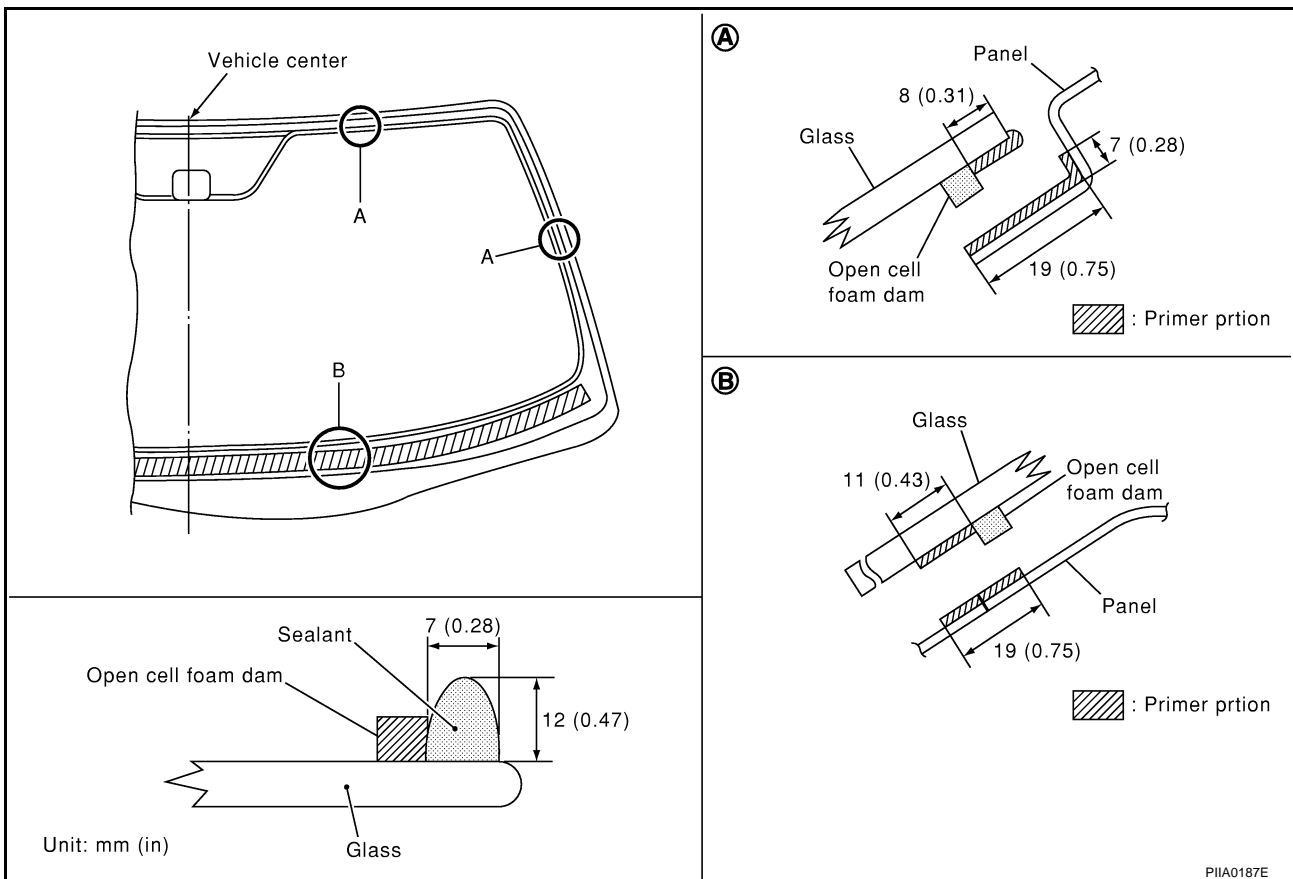 Vehicle center
A
A
B
Sealant
7 (0.28)
Open cell foam dam
12 (0.47)
Unit: mm (in)
Glass
A
Panel
8 (0.31)
Glass
7 (0.28)
Open cell
foam dam
19 (0.75)
: Primer prtion
B
Glass
11 (0.43)
Open cell
foam dam
Panel
19 (0.75)
: Primer prtion
PIIA0187E